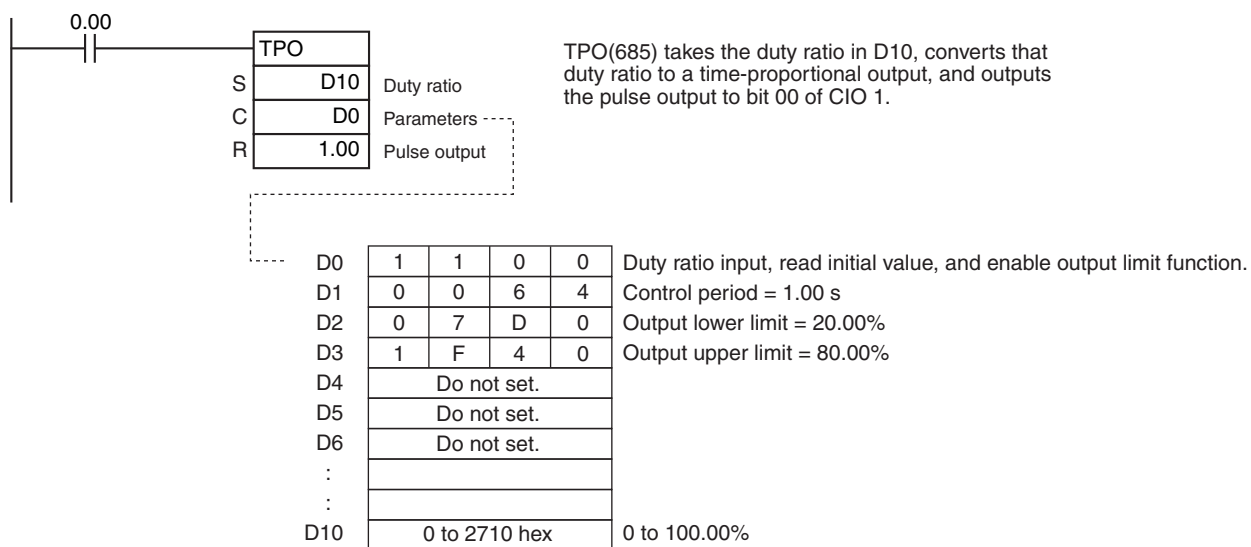 0.00
TPO
S D10 Duty ratio
C D0 Parameters
R 1.00 Pulse output
TPO(685) takes the duty ratio in D10, converts that
duty ratio to a time-proportional output, and outputs
the pulse output to bit 00 of CIO 1.
D0 1 1 0 0 Duty ratio input, read initial value, and enable output limit function.
D1 0 0 6 4 Control period = 1.00 s
D2 0 7 D 0 Output lower limit = 20.00%
D3 1 F 4 0 Output upper limit = 80.00%
D4 Do not set.
D5 Do not set.
D6 Do not set.
:
:
D10 0 to 2710 hex 0 to 100.00%